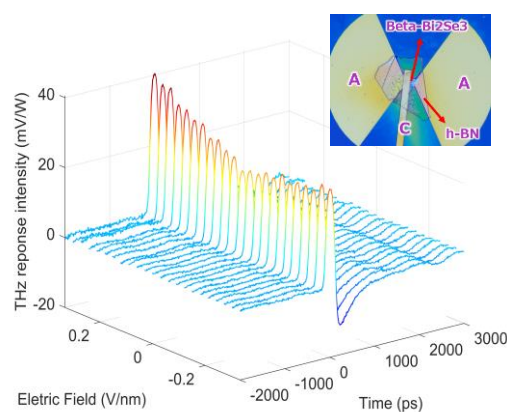 Beta-Bi2Se3
A
A
C
h-BN
THz reponse intensity (mV/W)
40
20
0
-20
0.2
0
-0.2
Eletric Field (V/nm)
-2000
-1000
0
1000
2000
3000
Time (ps)